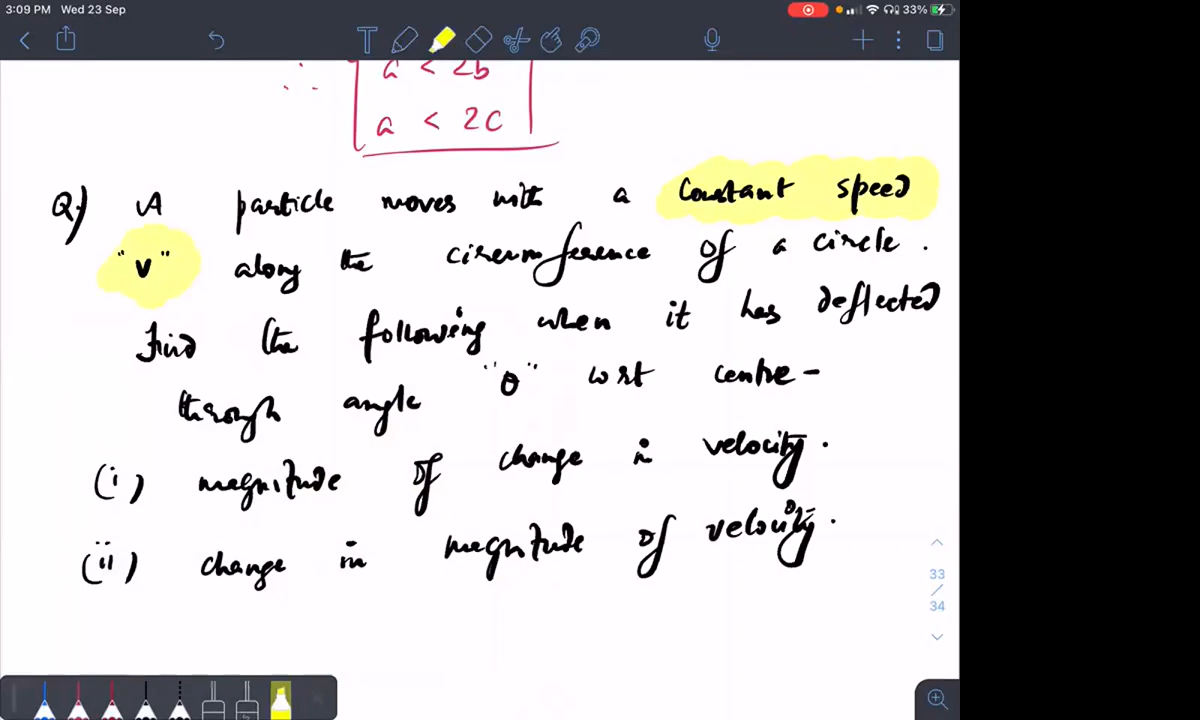 3:09 PM Wed 23 Sep
33%
∴ a < 2b
a < 2c
Q.) A particle moves with a constant speed
"v" along the circumference of a circle.
Find the following when it has deflected
through angle "θ" wrt centre -
(i) magnitude of change in velocity.
(ii) change in magnitude of velocity.
33
/
34